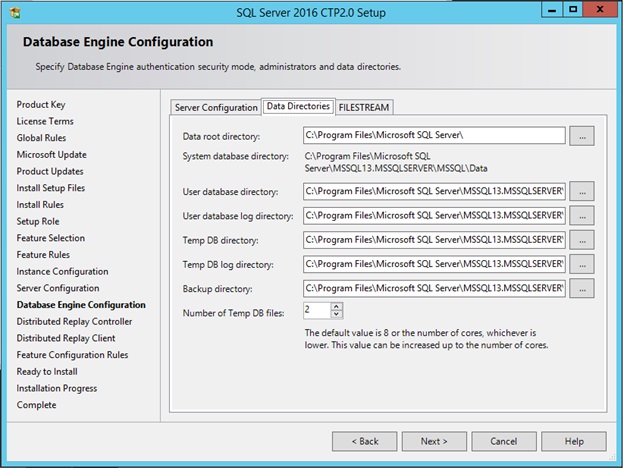 SQL Server 2016 CTP2.0 Setup
Database Engine Configuration
Specify Database Engine authentication security mode, administrators and data directories.
Product Key
License Terms
Global Rules
Microsoft Update
Product Updates
Install Setup Files
Install Rules
Setup Role
Feature Selection
Feature Rules
Instance Configuration
Server Configuration
Database Engine Configuration
Distributed Replay Controller
Distributed Replay Client
Feature Configuration Rules
Ready to Install
Installation Progress
Complete
Server Configuration Data Directories FILESTREAM
Data root directory: C:\Program Files\Microsoft SQL Server\ ...
System database directory: C:\Program Files\Microsoft SQL
Server\MSSQL13.MSSQLSERVER\MSSQL\Data
User database directory: C:\Program Files\Microsoft SQL Server\MSSQL13.MSSQLSERVER\ ...
User database log directory: C:\Program Files\Microsoft SQL Server\MSSQL13.MSSQLSERVER\ ...
Temp DB directory: C:\Program Files\Microsoft SQL Server\MSSQL13.MSSQLSERVER\ ...
Temp DB log directory: C:\Program Files\Microsoft SQL Server\MSSQL13.MSSQLSERVER\ ...
Backup directory: C:\Program Files\Microsoft SQL Server\MSSQL13.MSSQLSERVER\ ...
Number of Temp DB files: 2
The default value is 8 or the number of cores, whichever is
lower. This value can be increased up to the number of cores.
< Back Next > Cancel Help